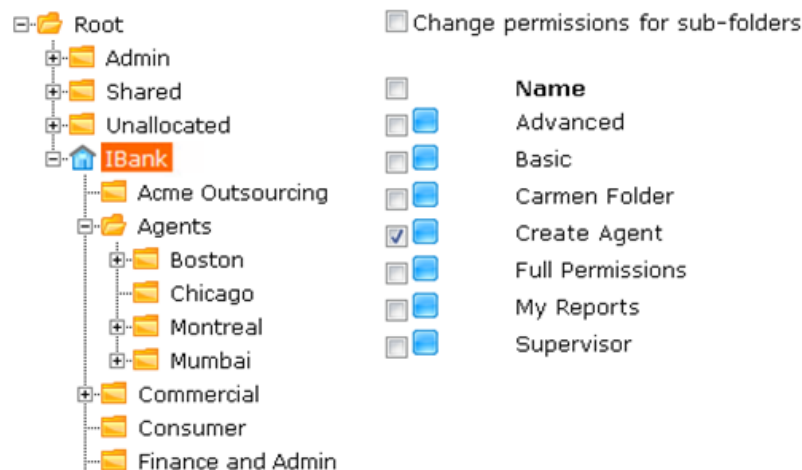 Root
Admin
Shared
Unallocated
IBank
Acme Outsourcing
Agents
Boston
Chicago
Montreal
Mumbai
Commercial
Consumer
Finance and Admin
Change permissions for sub-folders
Name
Advanced
Basic
Carmen Folder
Create Agent
Full Permissions
My Reports
Supervisor